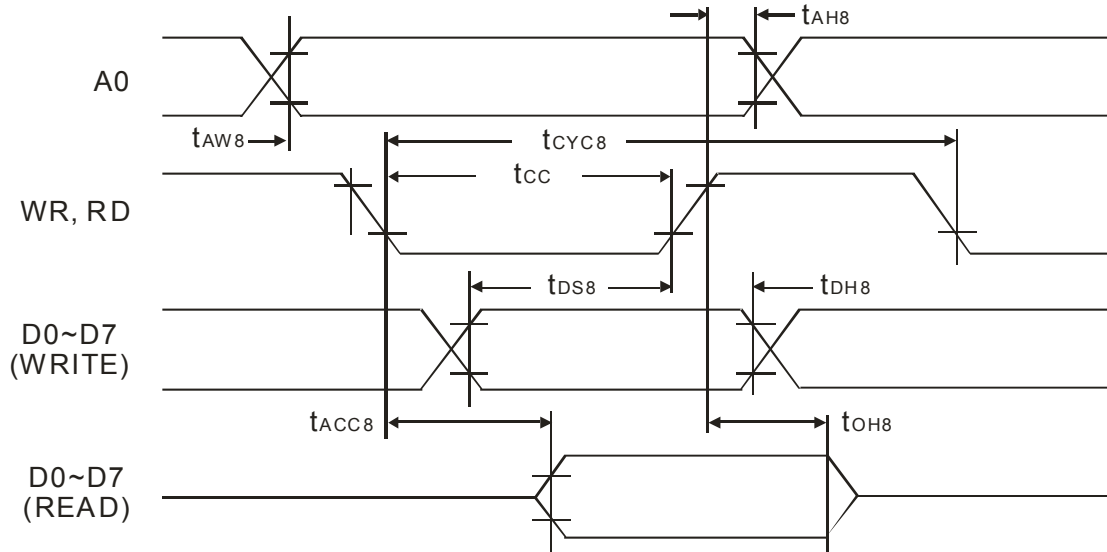 tAH8
A0
tAW8
tCYC8
tCC
WR, RD
tDS8
tDH8
D0~D7
(WRITE)
tACC8
tOH8
D0~D7
(READ)